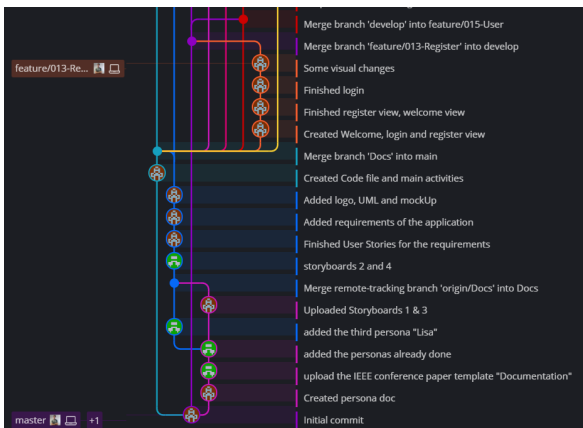 Merge branch 'develop' into feature/015-User
Merge branch 'feature/013-Register' into develop
feature/013-Re... Some visual changes
Finished login
Finished register view, welcome view
Created Welcome, login and register view
Merge branch 'Docs' into main
Created Code file and main activities
Added logo, UML and mockUp
Added requirements of the application
Finished User Stories for the requirements
storyboards 2 and 4
Merge remote-tracking branch 'origin/Docs' into Docs
Uploaded Storyboards 1 & 3
added the third persona "Lisa"
added the personas already done
upload the IEEE conference paper template "Documentation"
Created persona doc
master +1 Initial commit